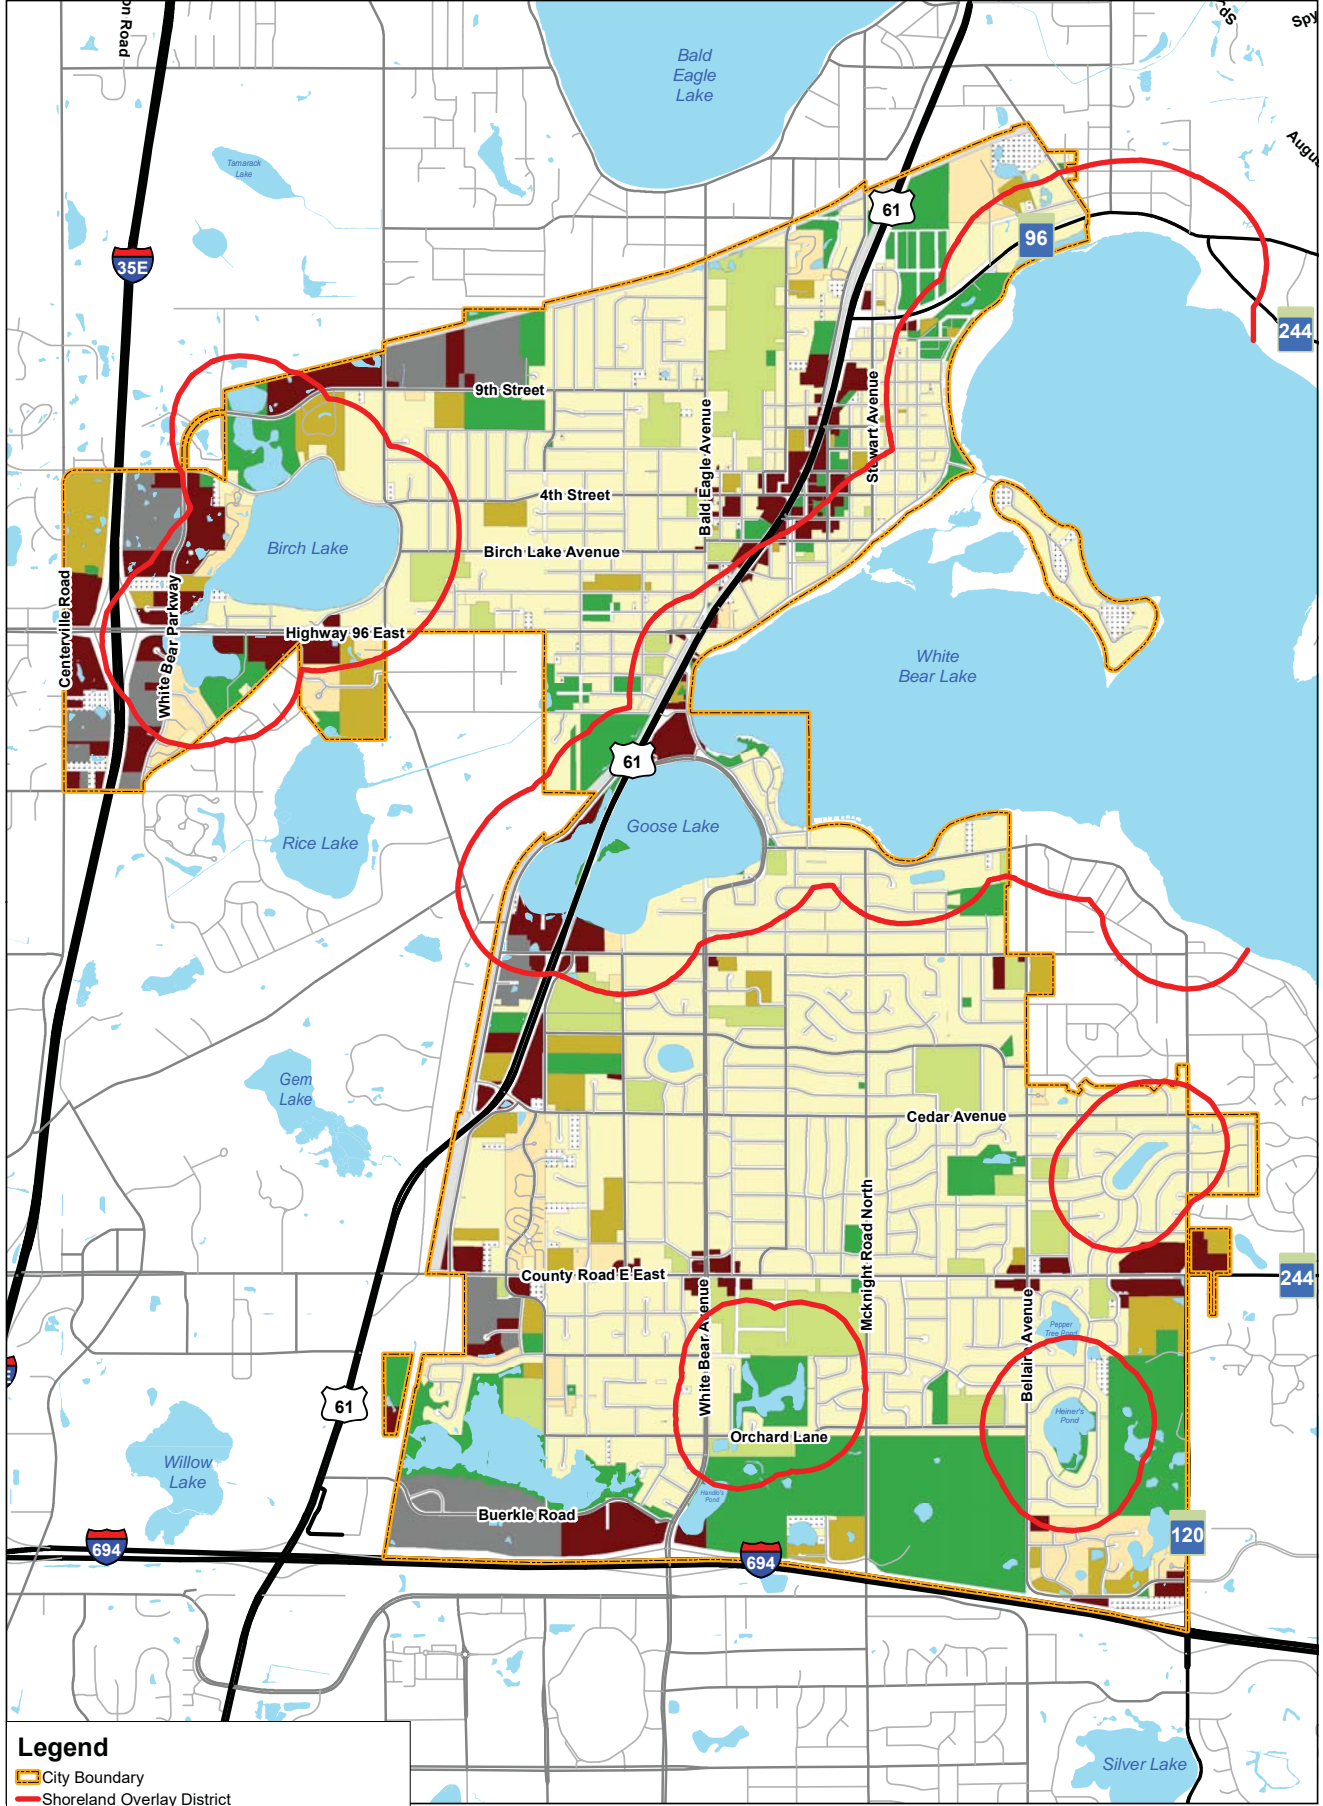 on Road
Spy
Augu
Bald
Eagle
Lake
Tamarack
Lake
61
96
35E
244
9th Street
Bald Eagle Avenue
Stewart Avenue
4th Street
Birch Lake
Birch Lake Avenue
Centerville Road
White Bear Parkway
Highway 96 East
White
Bear Lake
61
Goose Lake
Rice Lake
Gem
Lake
Cedar Avenue
Mcknight Road North
County Road E East
White Bear Avenue
Bellaire Avenue
244
Pepper
Tree Pond
61
Heiner's
Pond
Orchard Lane
Willow
Lake
Handlo's
Pond
Buerkle Road
120
694
694
Silver Lake
Legend
City Boundary
Shoreland Overlay District